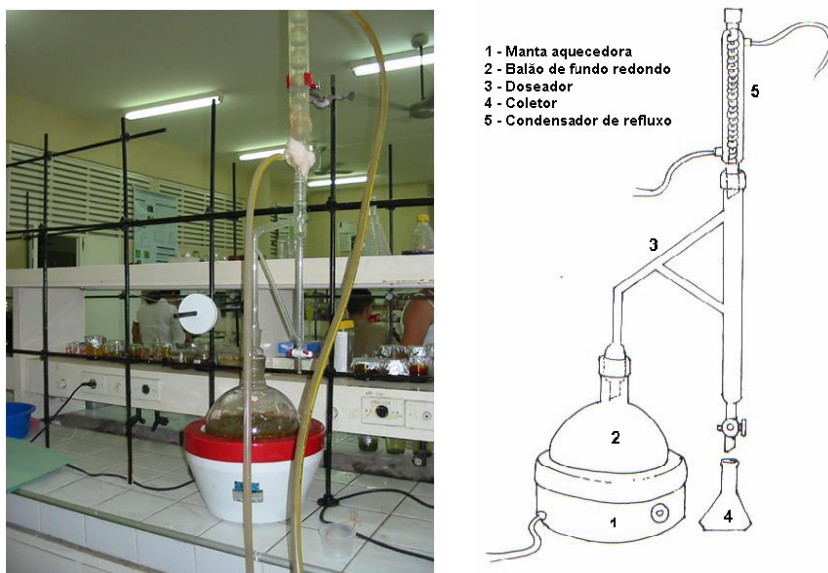 1 - Manta aquecedora
2 - Balão de fundo redondo
3 - Doseador
4 - Coletor
5 - Condensador de refluxo
5
3
2
1
4